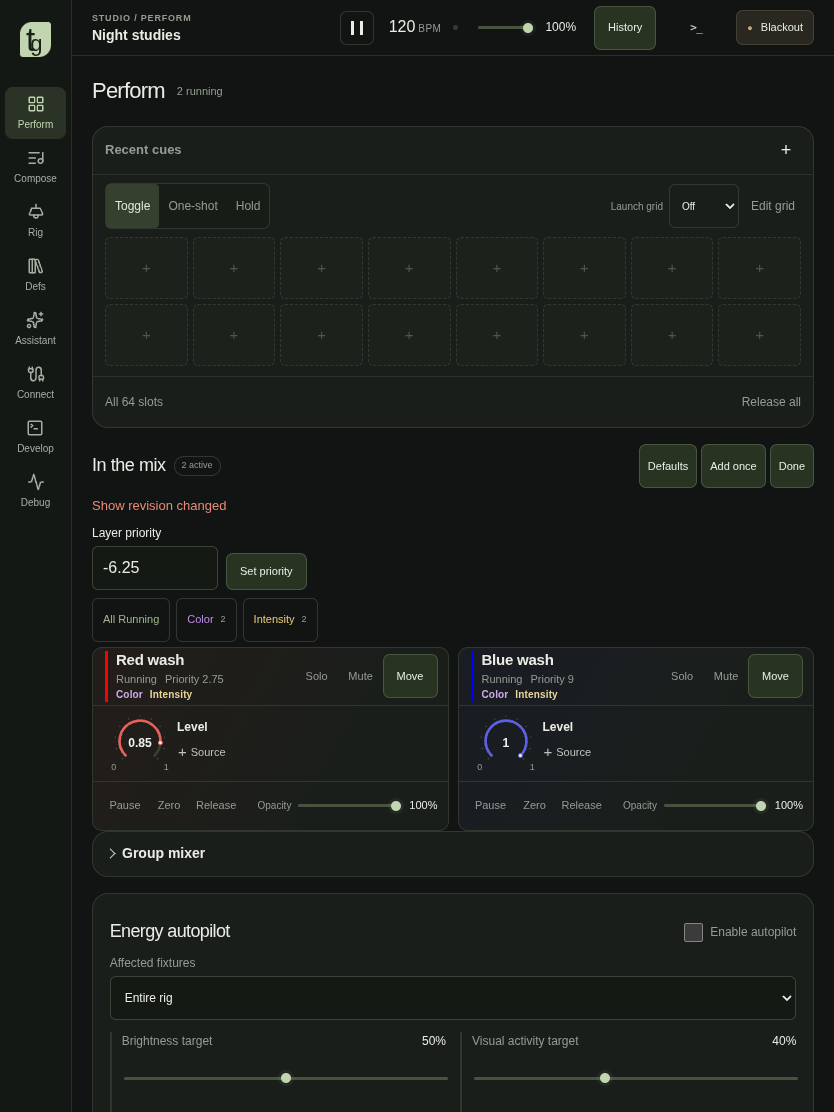 tg
STUDIO / PERFORM
Night studies
120 BPM
100%
History
>_
Blackout
Perform
Compose
Rig
Defs
Assistant
Connect
Develop
Debug
Perform 2 running
Recent cues +
Toggle One-shot Hold Launch grid Off Edit grid
+ + + + + + + +
+ + + + + + + +
All 64 slots Release all
In the mix 2 active Defaults Add once Done
Show revision changed
Layer priority
-6.25 Set priority
All Running Color 2 Intensity 2
Red wash
Running Priority 2.75
Color Intensity
Solo Mute Move
0.85
0 1
Level
+ Source
Pause Zero Release Opacity 100%
Blue wash
Running Priority 9
Color Intensity
Solo Mute Move
1
0 1
Level
+ Source
Pause Zero Release Opacity 100%
Group mixer
Energy autopilot Enable autopilot
Affected fixtures
Entire rig
Brightness target 50% Visual activity target 40%